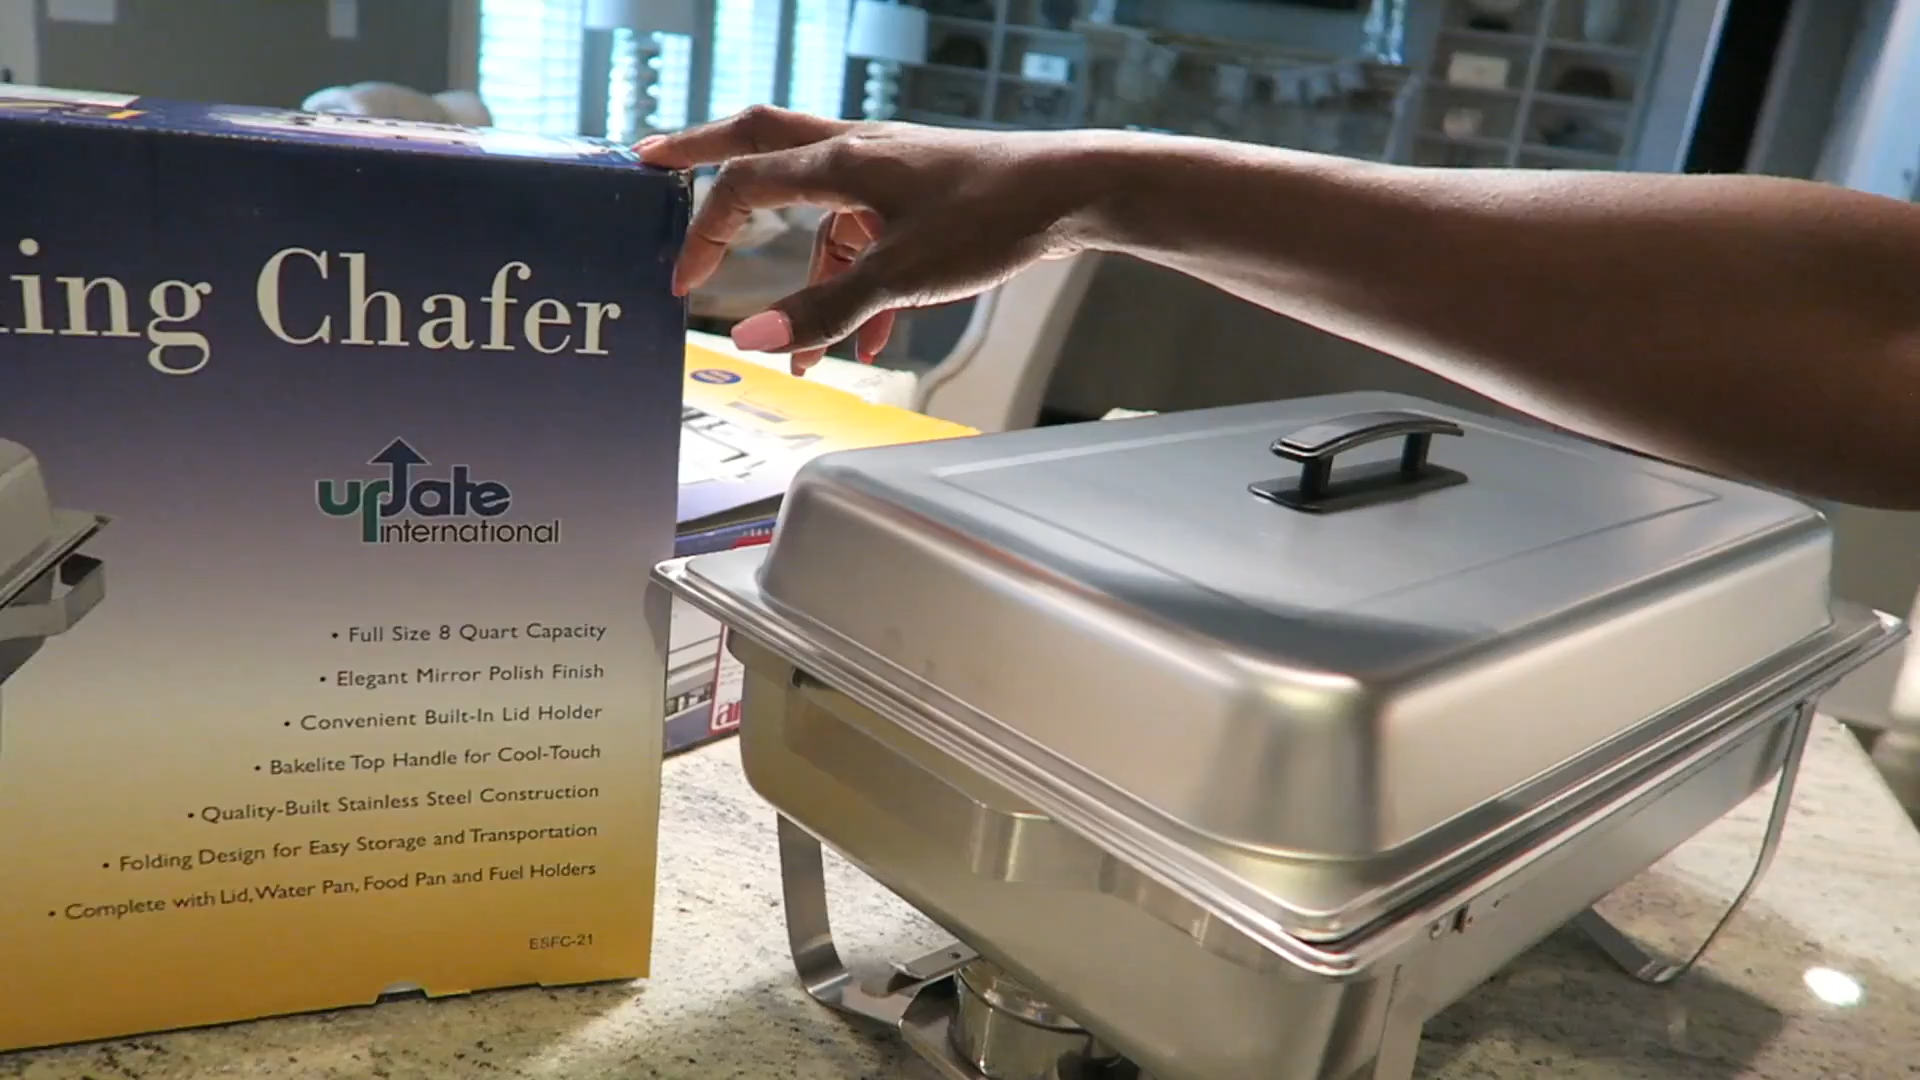 ing Chafer
update
international
• Full Size 8 Quart Capacity
• Elegant Mirror Polish Finish
• Convenient Built-In Lid Holder
• Bakelite Top Handle for Cool-Touch
• Quality-Built Stainless Steel Construction
• Folding Design for Easy Storage and Transportation
• Complete with Lid, Water Pan, Food Pan and Fuel Holders
ESFC-21